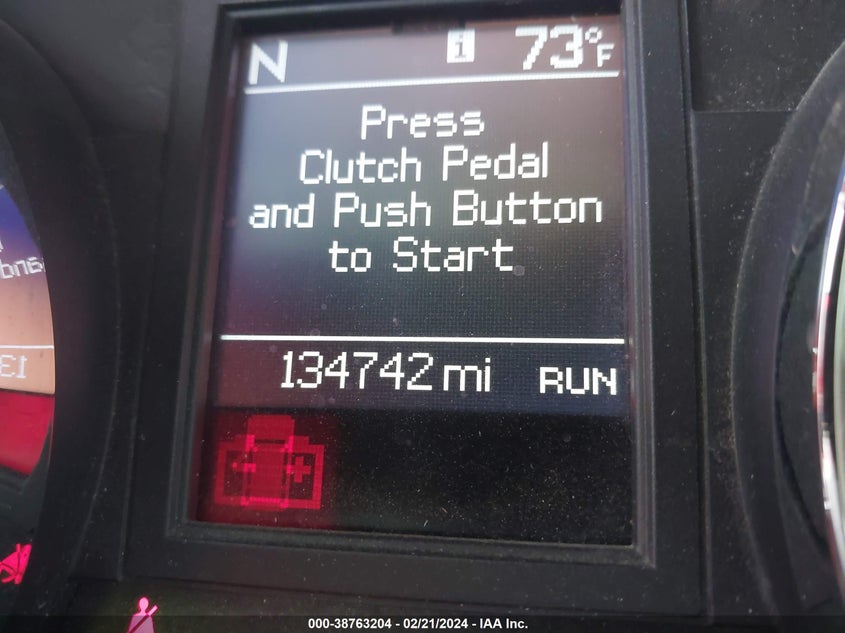 N i 73°F
Press
Clutch Pedal
and Push Button
to Start
134742 mi RUN
- +
000-38763204 - 02/21/2024 - IAA Inc.